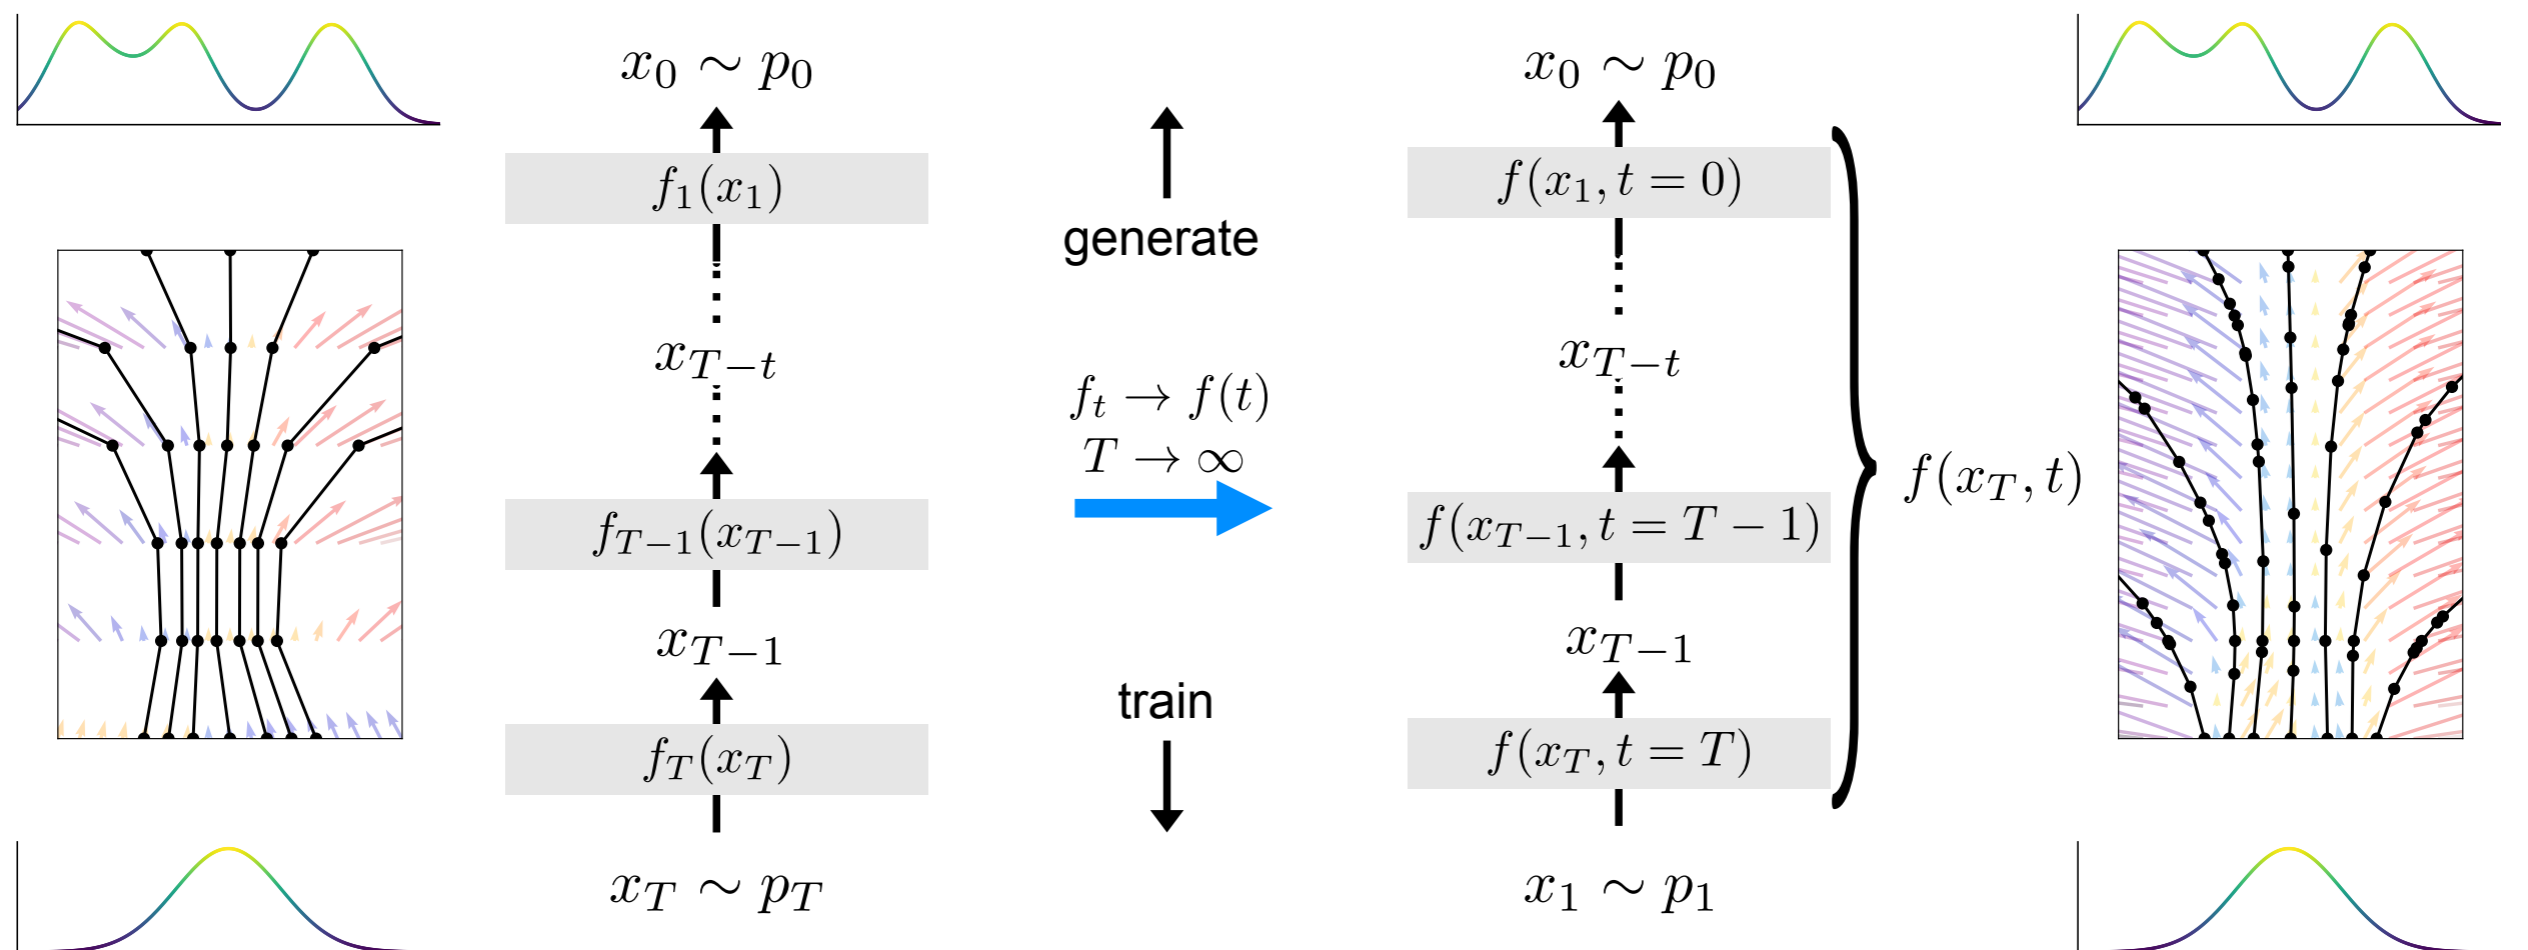 x_0 ∼ p_0
f_1(x_1)
x_{T−t}
f_{T−1}(x_{T−1})
x_{T−1}
f_T(x_T)
x_T ∼ p_T
generate
f_t → f(t)
T → ∞
train
x_0 ∼ p_0
f(x_1, t = 0)
x_{T−t}
f(x_{T−1}, t = T − 1)
x_{T−1}
f(x_T, t = T)
x_1 ∼ p_1
f(x_T, t)